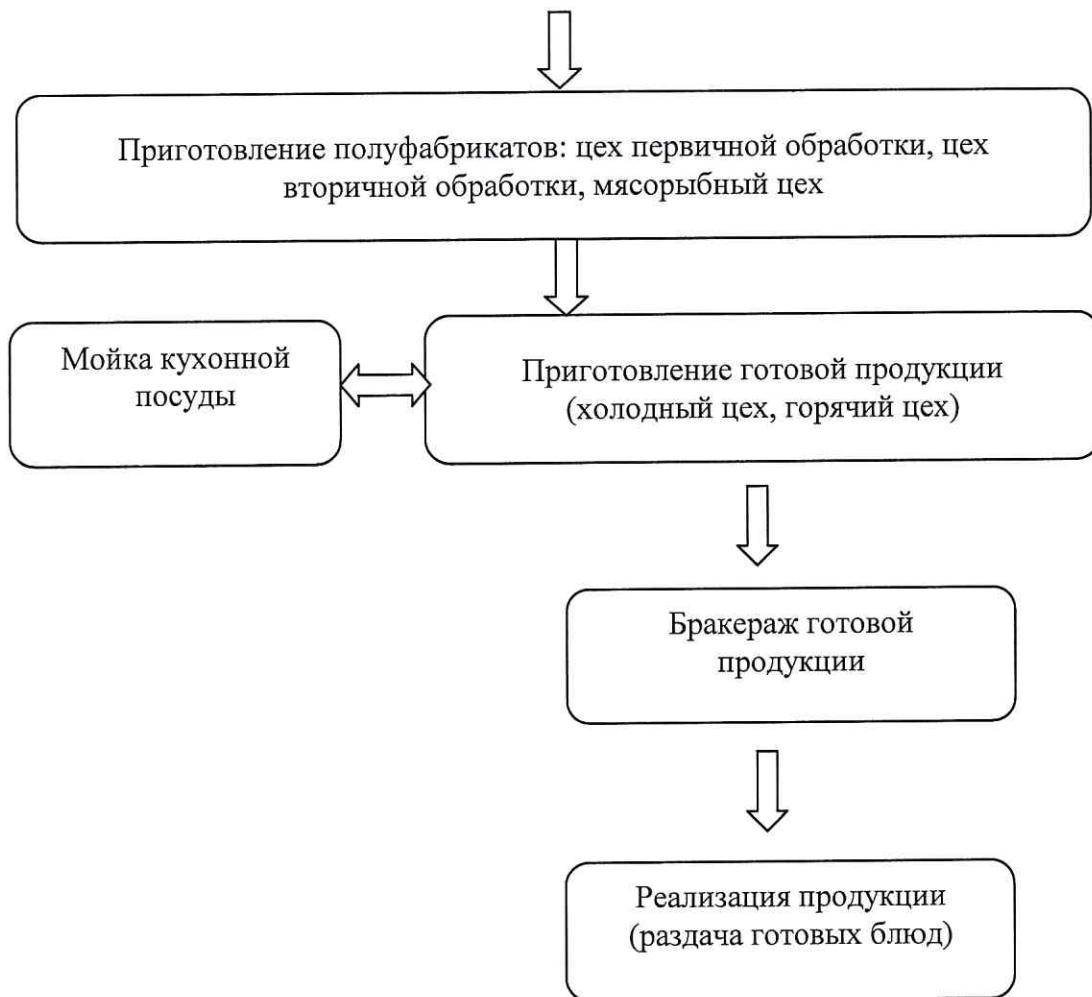 Приготовление полуфабрикатов: цех первичной обработки, цех
вторичной обработки, мясорыбный цех
Мойка кухонной
посуды
Приготовление готовой продукции
(холодный цех, горячий цех)
Бракераж готовой
продукции
Реализация продукции
(раздача готовых блюд)